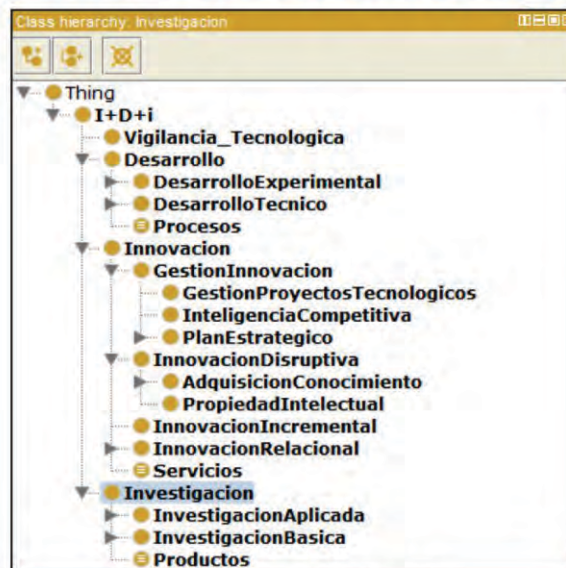 Class hierarchy: Investigacion
Thing
I+D+i
Vigilancia_Tecnologica
Desarrollo
DesarrolloExperimental
DesarrolloTecnico
Procesos
Innovacion
GestionInnovacion
GestionProyectosTecnologicos
InteligenciaCompetitiva
PlanEstrategico
InnovacionDisruptiva
AdquisicionConocimiento
PropiedadIntelectual
InnovacionIncremental
InnovacionRelacional
Servicios
Investigacion
InvestigacionAplicada
InvestigacionBasica
Productos